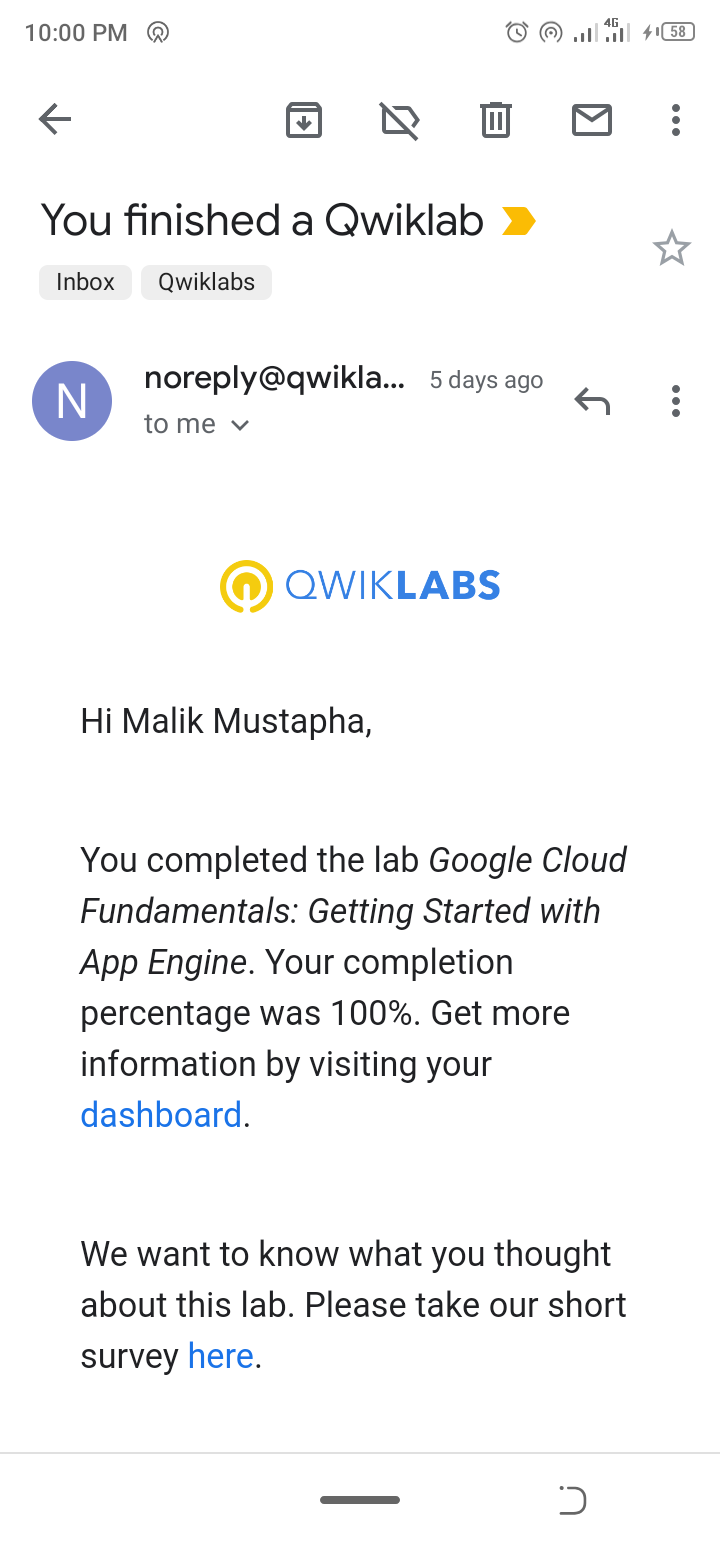 10:00 PM
4G
58
You finished a Qwiklab
Inbox
Qwiklabs
N
noreply@qwikla... 5 days ago
to me
QWIKLABS
Hi Malik Mustapha,
You completed the lab Google Cloud
Fundamentals: Getting Started with
App Engine. Your completion
percentage was 100%. Get more
information by visiting your
dashboard.
We want to know what you thought
about this lab. Please take our short
survey here.